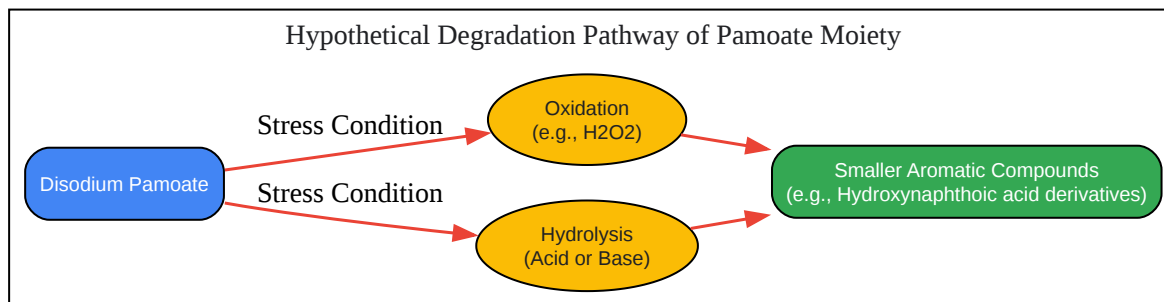 Hypothetical Degradation Pathway of Pamoate Moiety
Stress Condition
Oxidation
(e.g., H2O2)
Disodium Pamoate
Smaller Aromatic Compounds
(e.g., Hydroxynaphthoic acid derivatives)
Stress Condition
Hydrolysis
(Acid or Base)